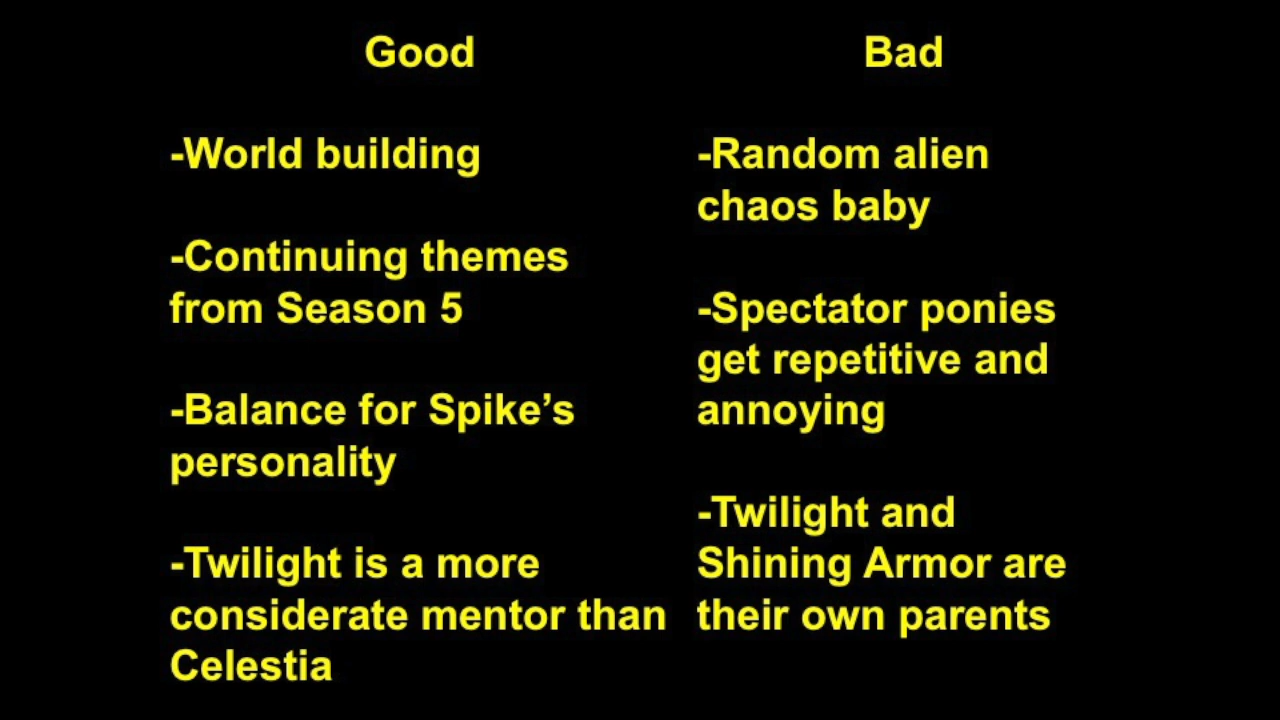 Good
-World building
-Continuing themes
from Season 5
-Balance for Spike’s
personality
-Twilight is a more
considerate mentor than
Celestia
Bad
-Random alien
chaos baby
-Spectator ponies
get repetitive and
annoying
-Twilight and
Shining Armor are
their own parents